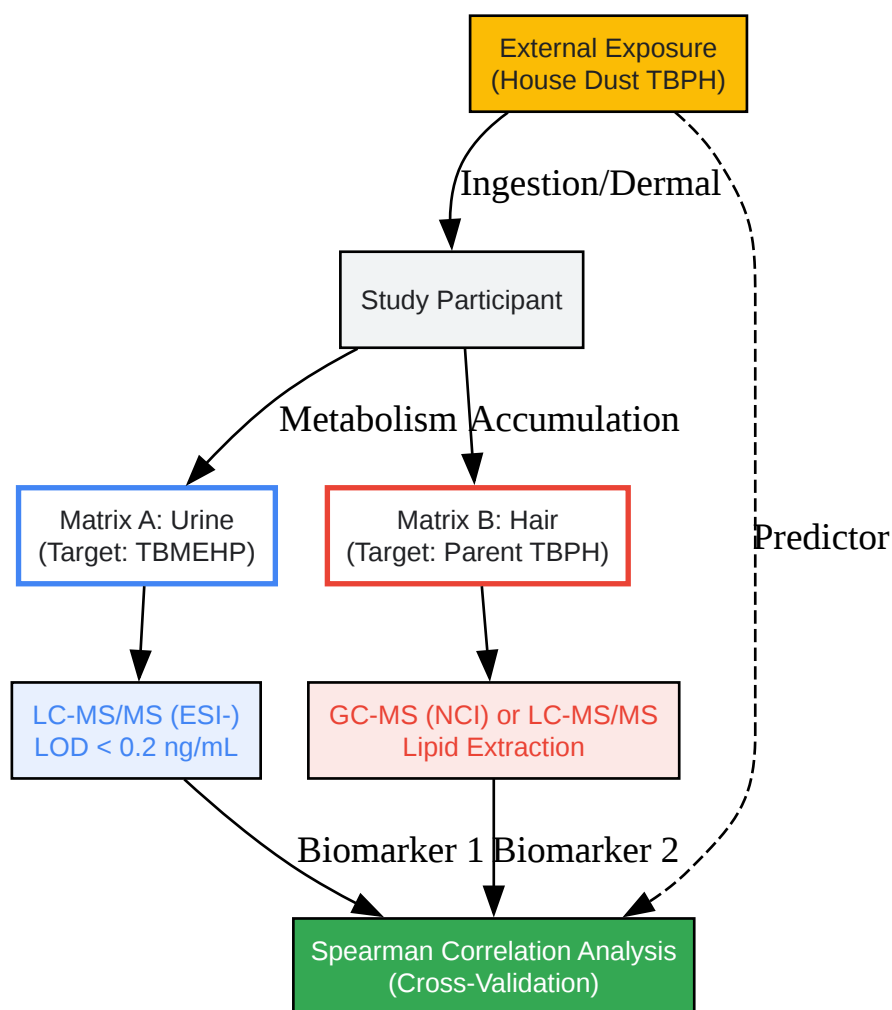 External Exposure
(House Dust TBPH)
Ingestion/Dermal
Study Participant
Metabolism
Accumulation
Matrix A: Urine
(Target: TBMEHP)
Matrix B: Hair
(Target: Parent TBPH)
Predictor
LC-MS/MS (ESI-)
LOD < 0.2 ng/mL
GC-MS (NCI) or LC-MS/MS
Lipid Extraction
Biomarker 1
Biomarker 2
Spearman Correlation Analysis
(Cross-Validation)